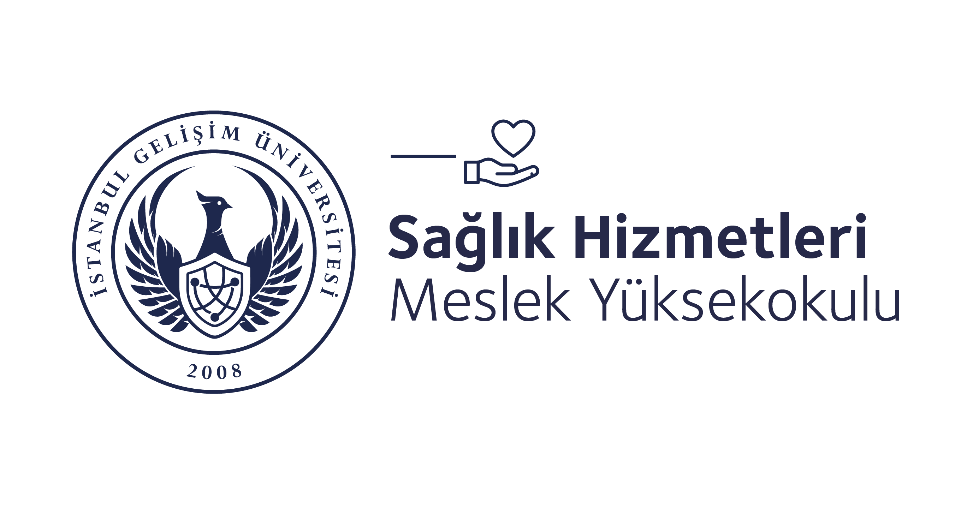 İSTANBUL GELİŞİM ÜNİVERSİTESİ
2008
Sağlık Hizmetleri
Meslek Yüksekokulu